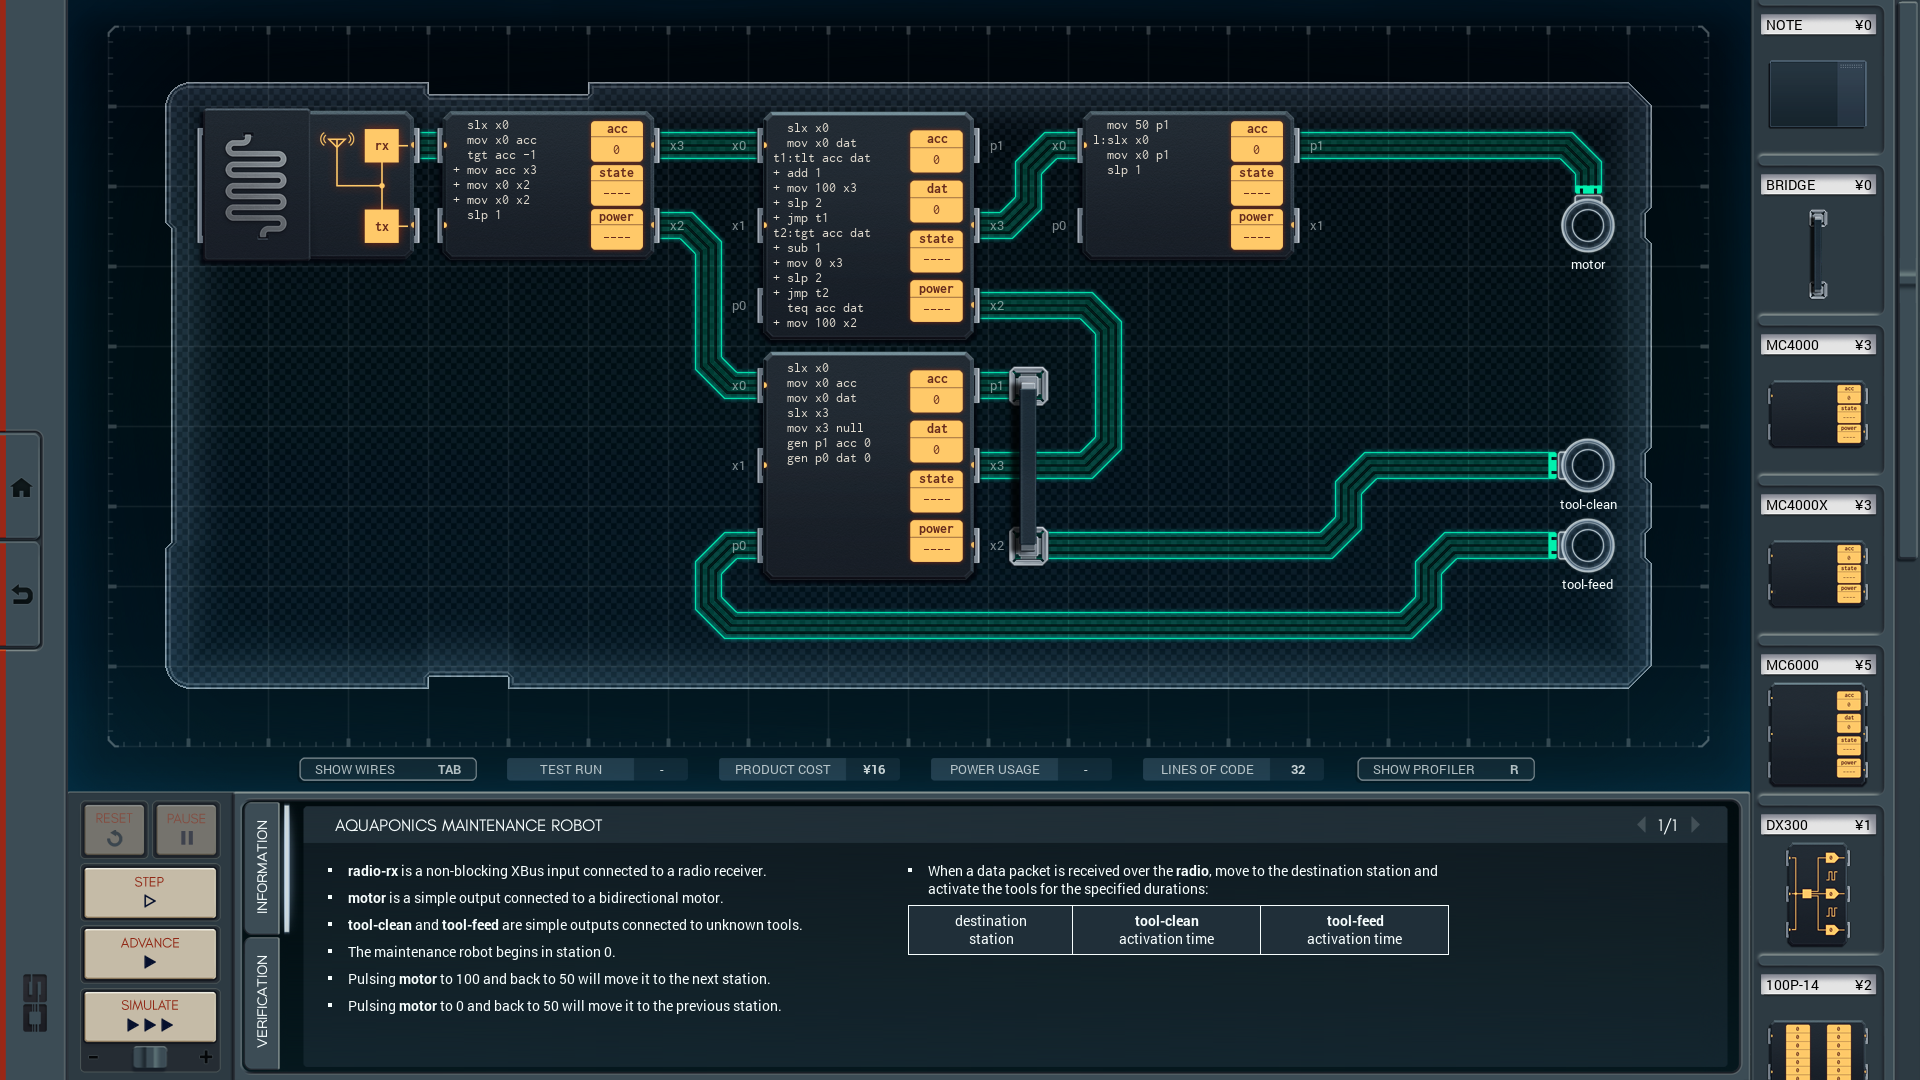 NOTE ¥0
BRIDGE ¥0
MC4000 ¥3
MC4000X ¥3
MC6000 ¥5
DX300 ¥1
100P-14 ¥2
rx
tx
slx x0
mov x0 acc
tgt acc -1
+ mov acc x3
+ mov x0 x2
+ mov x0 x2
slp 1
acc
0
state
----
power
----
x3
x2
x0
x1
p0
slx x0
mov x0 dat
t1:tlt acc dat
+ add 1
+ mov 100 x3
+ slp 2
+ jmp t1
t2:tgt acc dat
+ sub 1
+ mov 0 x3
+ slp 2
+ jmp t2
teq acc dat
+ mov 100 x2
acc
0
dat
0
state
----
power
----
p1
x3
x2
x0
p0
mov 50 p1
l:slx x0
mov x0 p1
slp 1
acc
0
state
----
power
----
p1
x1
motor
x0
x1
p0
slx x0
mov x0 acc
mov x0 dat
slx x3
mov x3 null
gen p1 acc 0
gen p0 dat 0
acc
0
dat
0
state
----
power
----
p1
x3
x2
tool-clean
tool-feed
SHOW WIRES TAB
TEST RUN -
PRODUCT COST ¥16
POWER USAGE -
LINES OF CODE 32
SHOW PROFILER R
RESET
PAUSE
STEP
ADVANCE
SIMULATE
- +
INFORMATION
VERIFICATION
AQUAPONICS MAINTENANCE ROBOT
1/1
▪ radio-rx is a non-blocking XBus input connected to a radio receiver.
▪ motor is a simple output connected to a bidirectional motor.
▪ tool-clean and tool-feed are simple outputs connected to unknown tools.
▪ The maintenance robot begins in station 0.
▪ Pulsing motor to 100 and back to 50 will move it to the next station.
▪ Pulsing motor to 0 and back to 50 will move it to the previous station.
▪ When a data packet is received over the radio, move to the destination station and
activate the tools for the specified durations:
destination
station
tool-clean
activation time
tool-feed
activation time